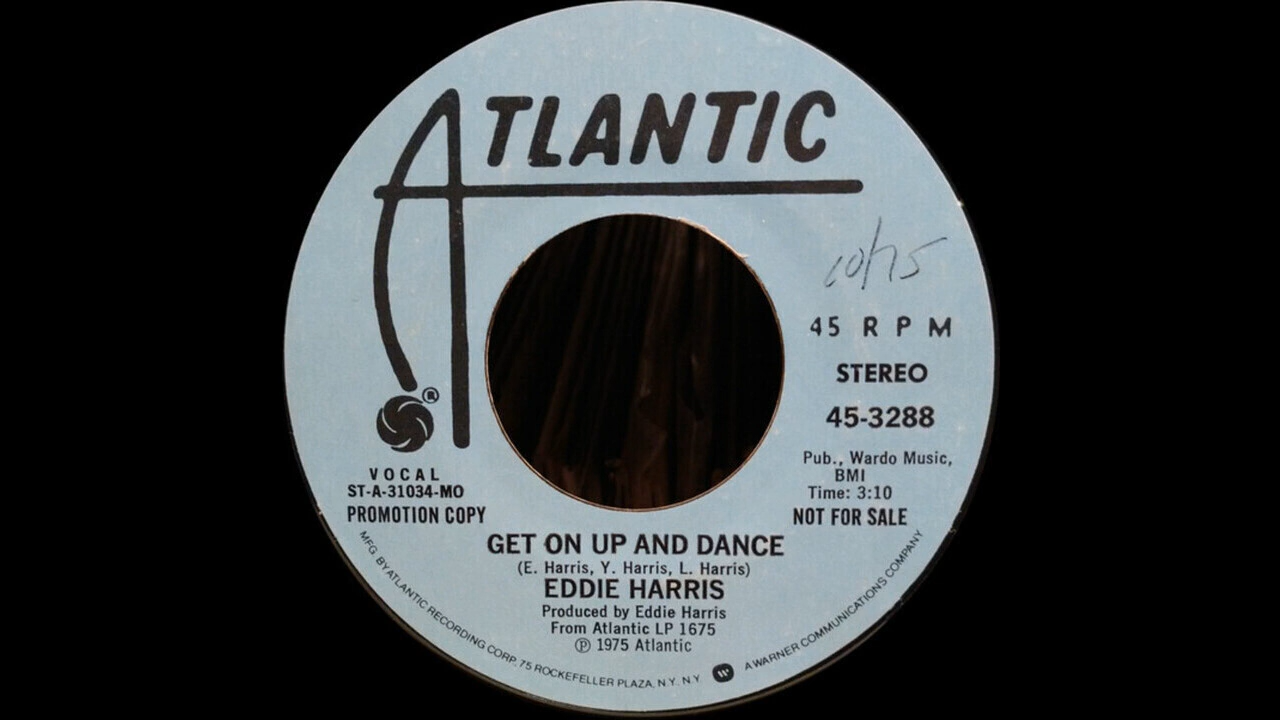 ATLANTIC
®
10/75
45 RPM
STEREO
45-3288
Pub., Wardo Music,
BMI
Time: 3:10
NOT FOR SALE
VOCAL
ST-A-31034-MO
PROMOTION COPY
GET ON UP AND DANCE
(E. Harris, Y. Harris, L. Harris)
EDDIE HARRIS
Produced by Eddie Harris
From Atlantic LP 1675
℗ 1975 Atlantic
MFG. BY ATLANTIC RECORDING CORP. 75 ROCKEFELLER PLAZA, N.Y. N.Y. W A WARNER COMMUNICATIONS COMPANY